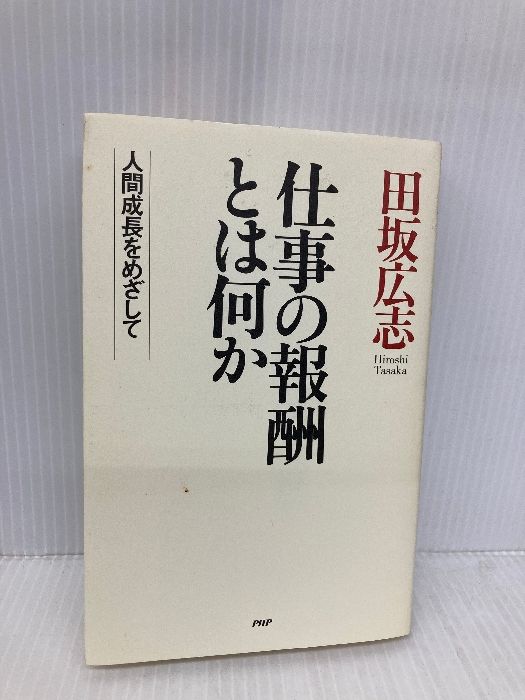 田坂広志
Hiroshi
Tasaka
仕事の報酬
とは何か
人間成長をめざして
PHP